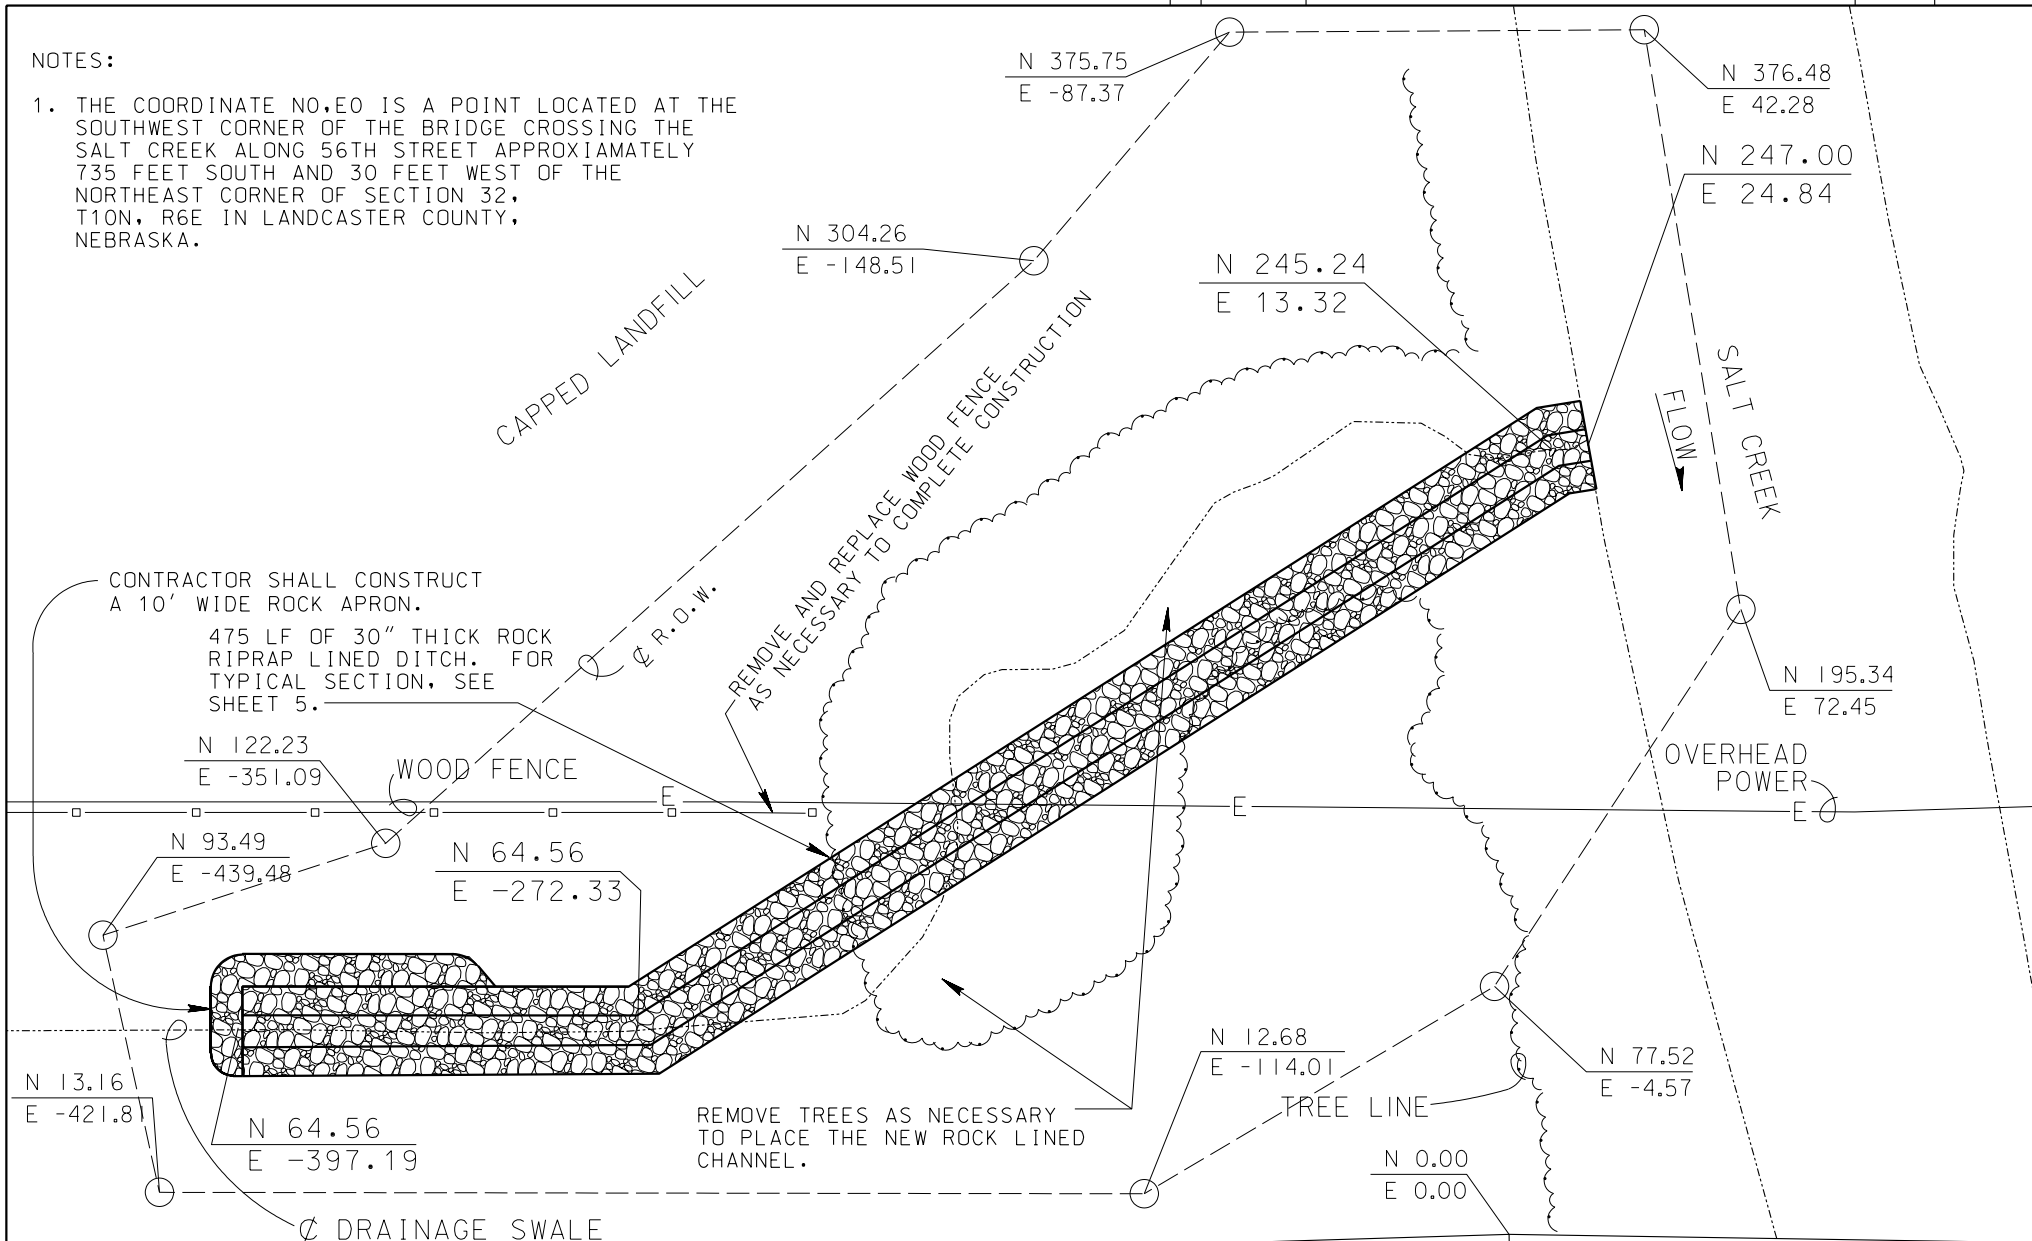 NOTES:
1. THE COORDINATE N0,E0 IS A POINT LOCATED AT THE
SOUTHWEST CORNER OF THE BRIDGE CROSSING THE
SALT CREEK ALONG 56TH STREET APPROXIAMATELY
735 FEET SOUTH AND 30 FEET WEST OF THE
NORTHEAST CORNER OF SECTION 32,
T10N, R6E IN LANDCASTER COUNTY,
NEBRASKA.
N 375.75
E -87.37
N 376.48
E 42.28
N 247.00
E 24.84
N 304.26
E -148.51
N 245.24
E 13.32
CAPPED LANDFILL
REMOVE AND REPLACE WOOD FENCE
AS NECESSARY TO COMPLETE CONSTRUCTION
SALT CREEK
FLOW
CONTRACTOR SHALL CONSTRUCT
A 10' WIDE ROCK APRON.
475 LF OF 30" THICK ROCK
RIPRAP LINED DITCH. FOR
TYPICAL SECTION, SEE
SHEET 5.
℄ R.O.W.
N 195.34
E 72.45
N 122.23
E -351.09
WOOD FENCE
OVERHEAD
POWER
E
E
E
N 93.49
E -439.48
N 64.56
E -272.33
N 13.16
E -421.81
N 64.56
E -397.19
REMOVE TREES AS NECESSARY
TO PLACE THE NEW ROCK LINED
CHANNEL.
N 12.68
E -114.01
N 77.52
E -4.57
TREE LINE
N 0.00
E 0.00
℄ DRAINAGE SWALE